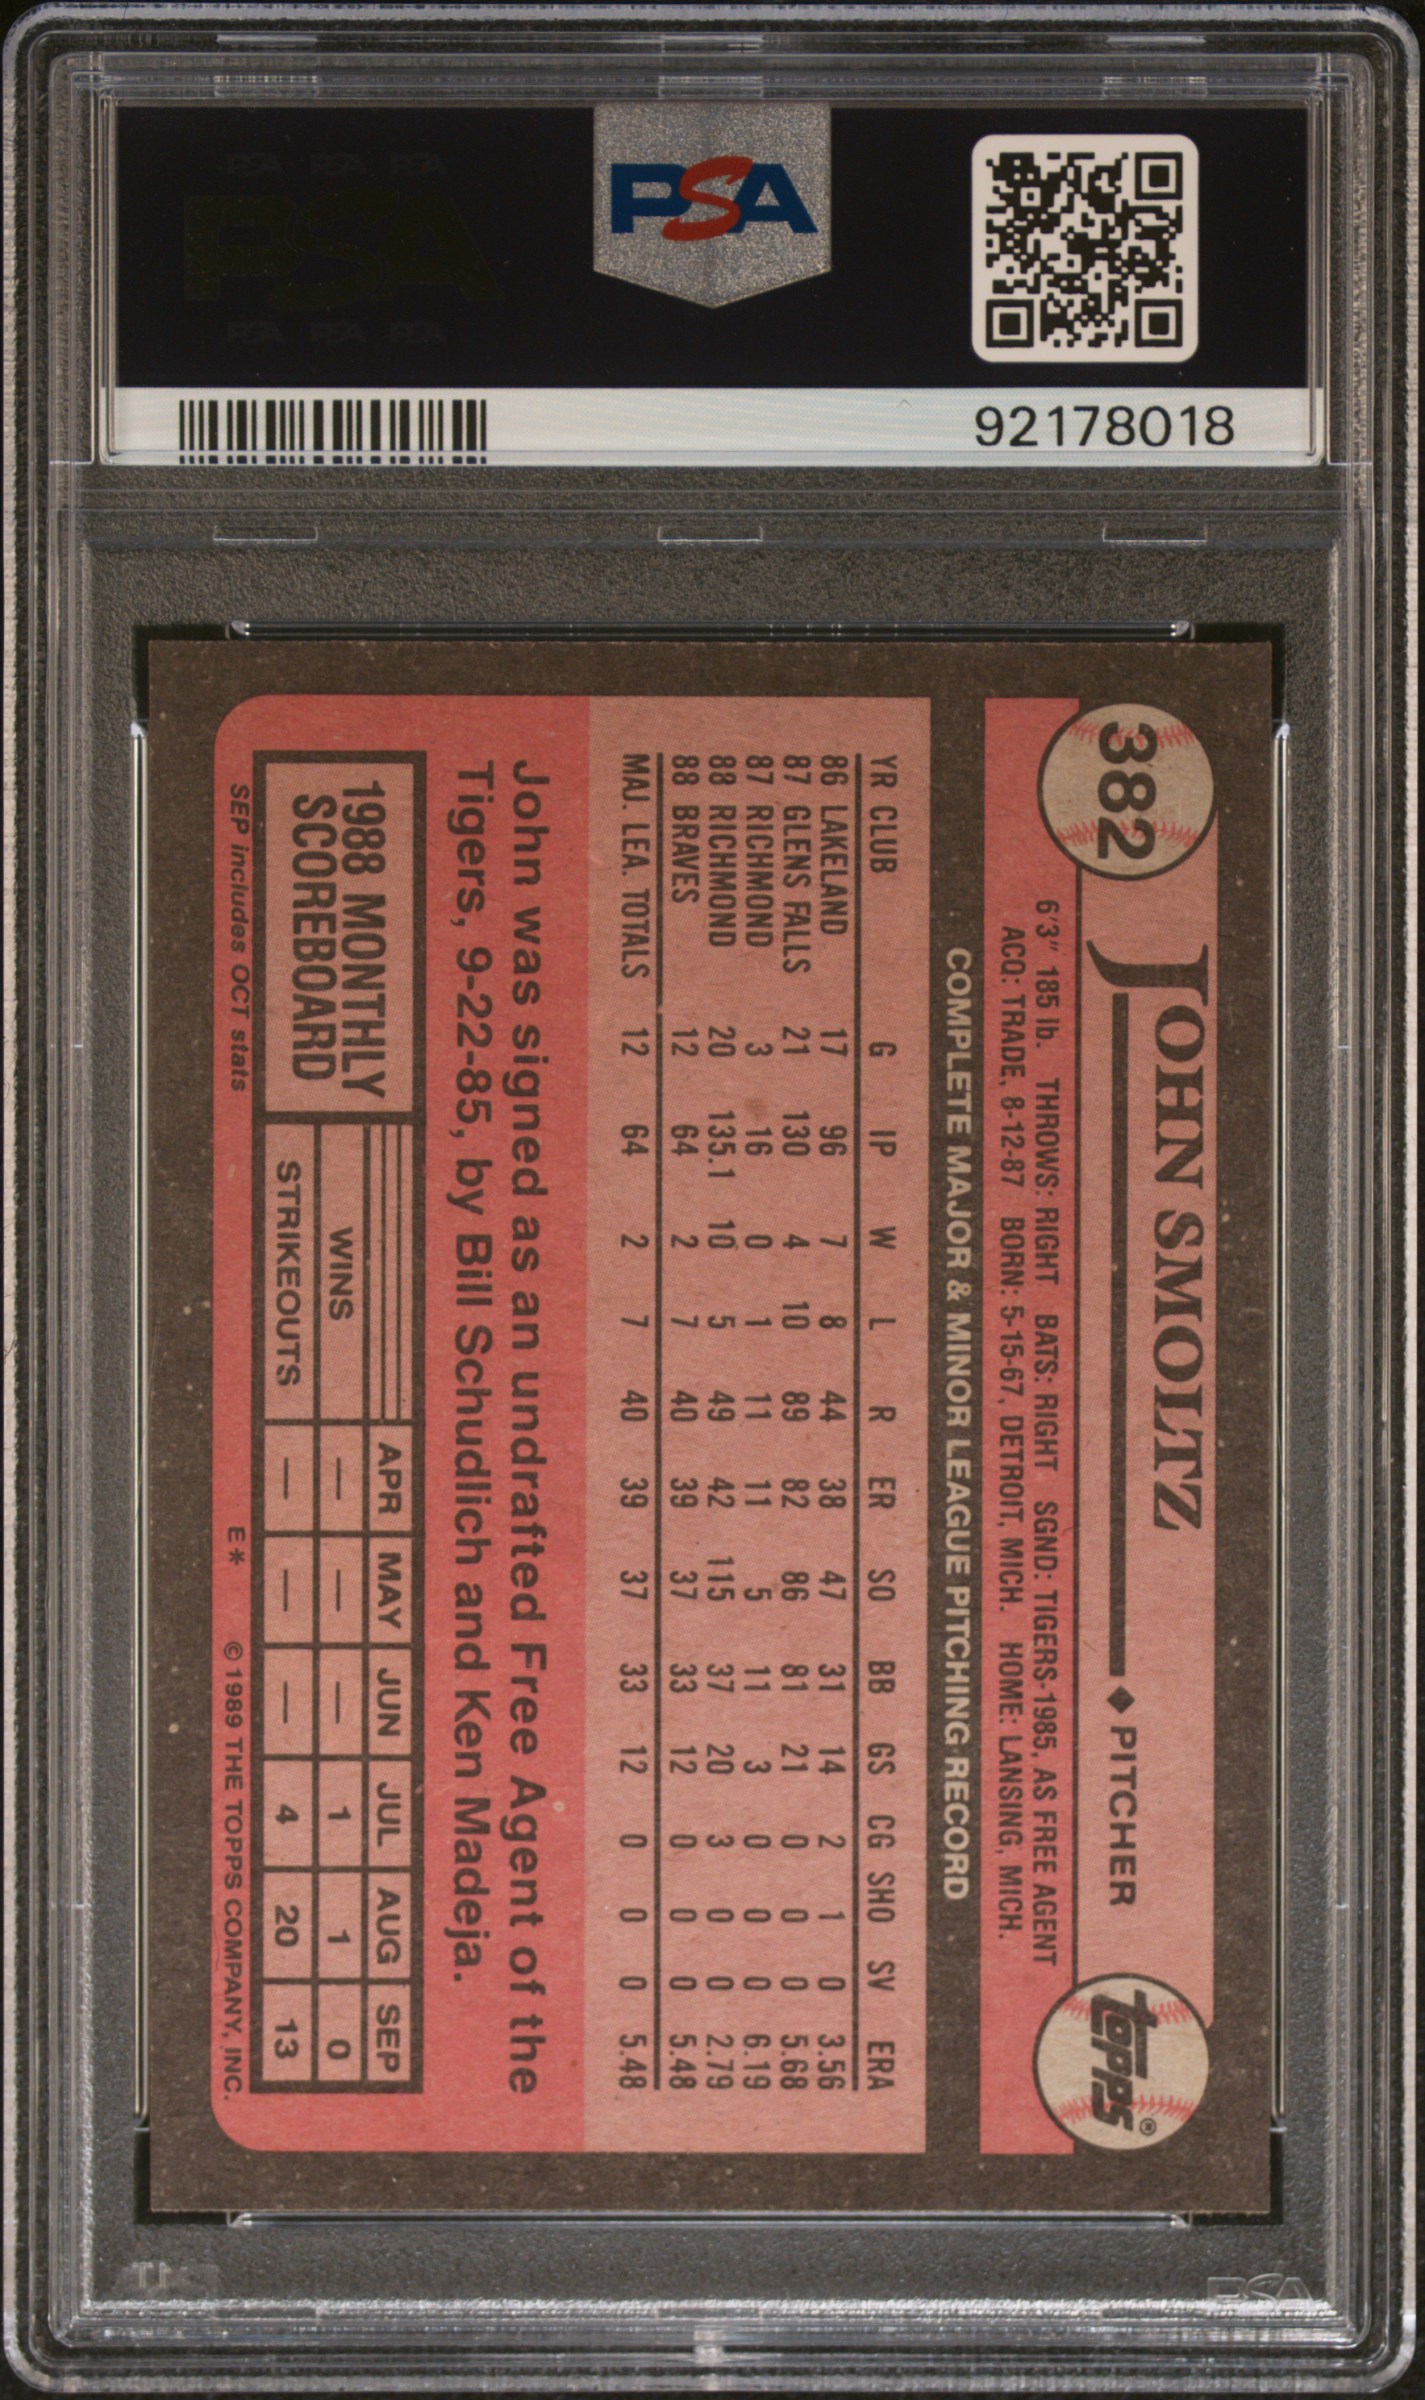 PSA PSA PSA
PSA
PSA PSA PSA
PSA
92178018
382
JOHN SMOLTZ
◆ PITCHER
TOPPS®
6'3" 185 lb. THROWS: RIGHT BATS: RIGHT SGND: TIGERS-1985, AS FREE AGENT
ACQ: TRADE, 8-12-87 BORN: 5-15-67, DETROIT, MICH. HOME: LANSING, MICH.
COMPLETE MAJOR & MINOR LEAGUE PITCHING RECORD
YR CLUB G IP W L R ER SO BB GS CG SHO SV ERA
86 LAKELAND 17 96 7 8 44 38 47 31 14 2 1 0 3.56
87 GLENS FALLS 21 130 4 10 89 82 86 81 21 0 0 0 5.68
87 RICHMOND 3 16 0 1 11 11 5 11 3 0 0 0 6.19
88 RICHMOND 20 135.1 10 5 49 42 115 37 20 3 0 0 2.79
88 BRAVES 12 64 2 7 40 39 37 33 12 0 0 0 5.48
MAJ. LEA. TOTALS 12 64 2 7 40 39 37 33 12 0 0 0 5.48
John was signed as an undrafted Free Agent of the
Tigers, 9-22-85, by Bill Schudlich and Ken Madeja.
1988 MONTHLY
SCOREBOARD
APR MAY JUN JUL AUG SEP
WINS — — — 1 1 0
STRIKEOUTS — — — 4 20 13
SEP includes OCT stats
E* © 1989 THE TOPPS COMPANY, INC.
PSA